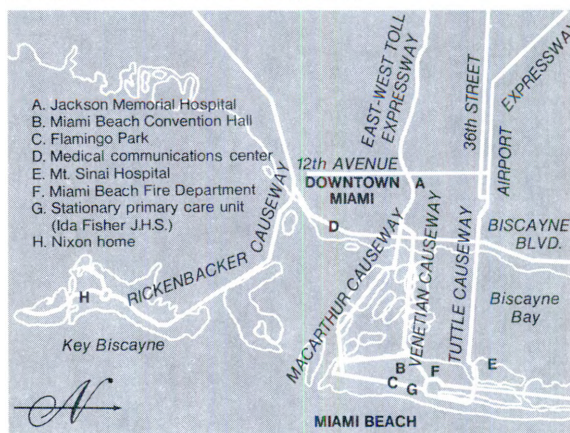 A. Jackson Memorial Hospital
B. Miami Beach Convention Hall
C. Flamingo Park
D. Medical communications center
E. Mt. Sinai Hospital
F. Miami Beach Fire Department
G. Stationary primary care unit
(Ida Fisher J.H.S.)
H. Nixon home
EAST-WEST TOLL
EXPRESSWAY
36th STREET
AIRPORT
EXPRESSWAY
12th AVENUE
DOWNTOWN
MIAMI
A
D
BISCAYNE
BLVD.
RICKENBACKER CAUSEWAY
MACARTHUR CAUSEWAY
VENETIAN CAUSEWAY
TUTTLE CAUSEWAY
Biscayne
Bay
H
Key Biscayne
B
F
E
C
G
N
MIAMI BEACH